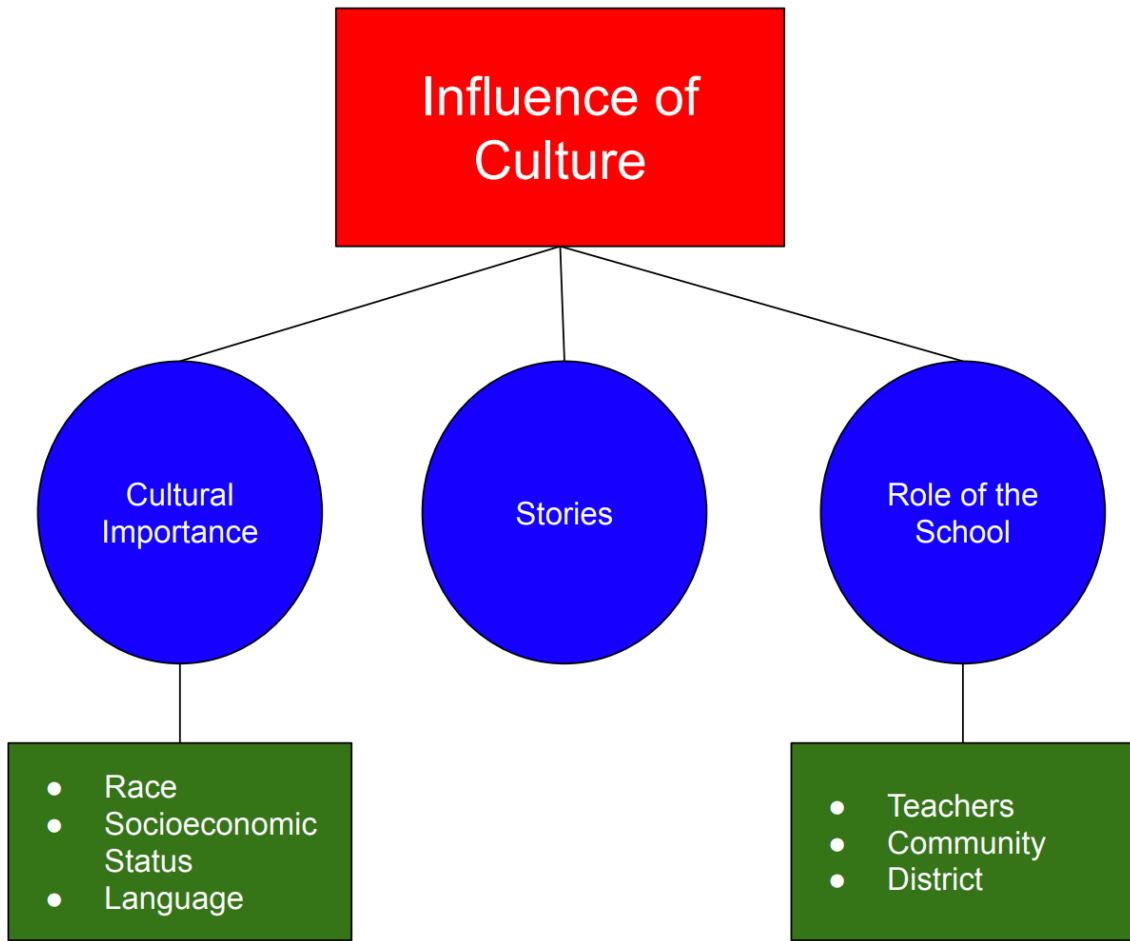 Influence of
Culture
Cultural
Importance
Stories
Role of the
School
● Race
● Socioeconomic
Status
● Language
● Teachers
● Community
● District